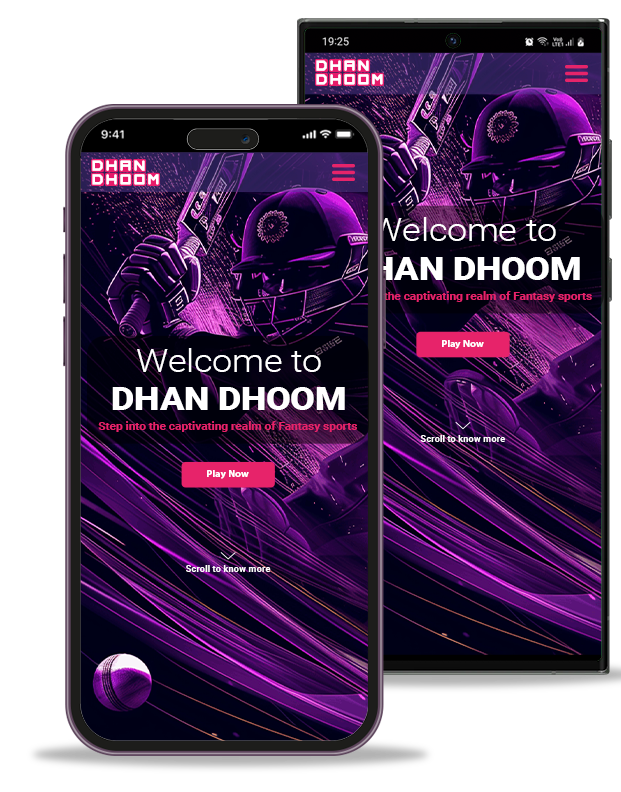 19:25
VoB
LTE1
DHAN
DHOOM
Welcome to
HAN DHOOM
the captivating realm of Fantasy sports
Play Now
Scroll to know more
9:41
DHAN
DHOOM
Welcome to
DHAN DHOOM
Step into the captivating realm of Fantasy sports
Play Now
Scroll to know more